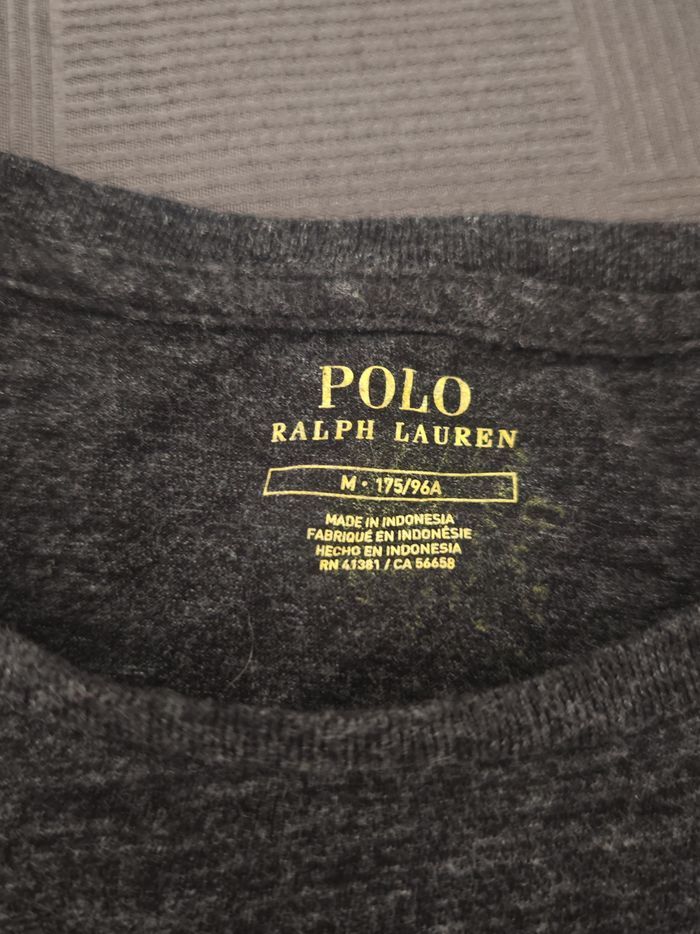 POLO
RALPH LAUREN
M • 175/96A
MADE IN INDONESIA
FABRIQUÉ EN INDONÉSIE
HECHO EN INDONESIA
RN 41381 / CA 56658